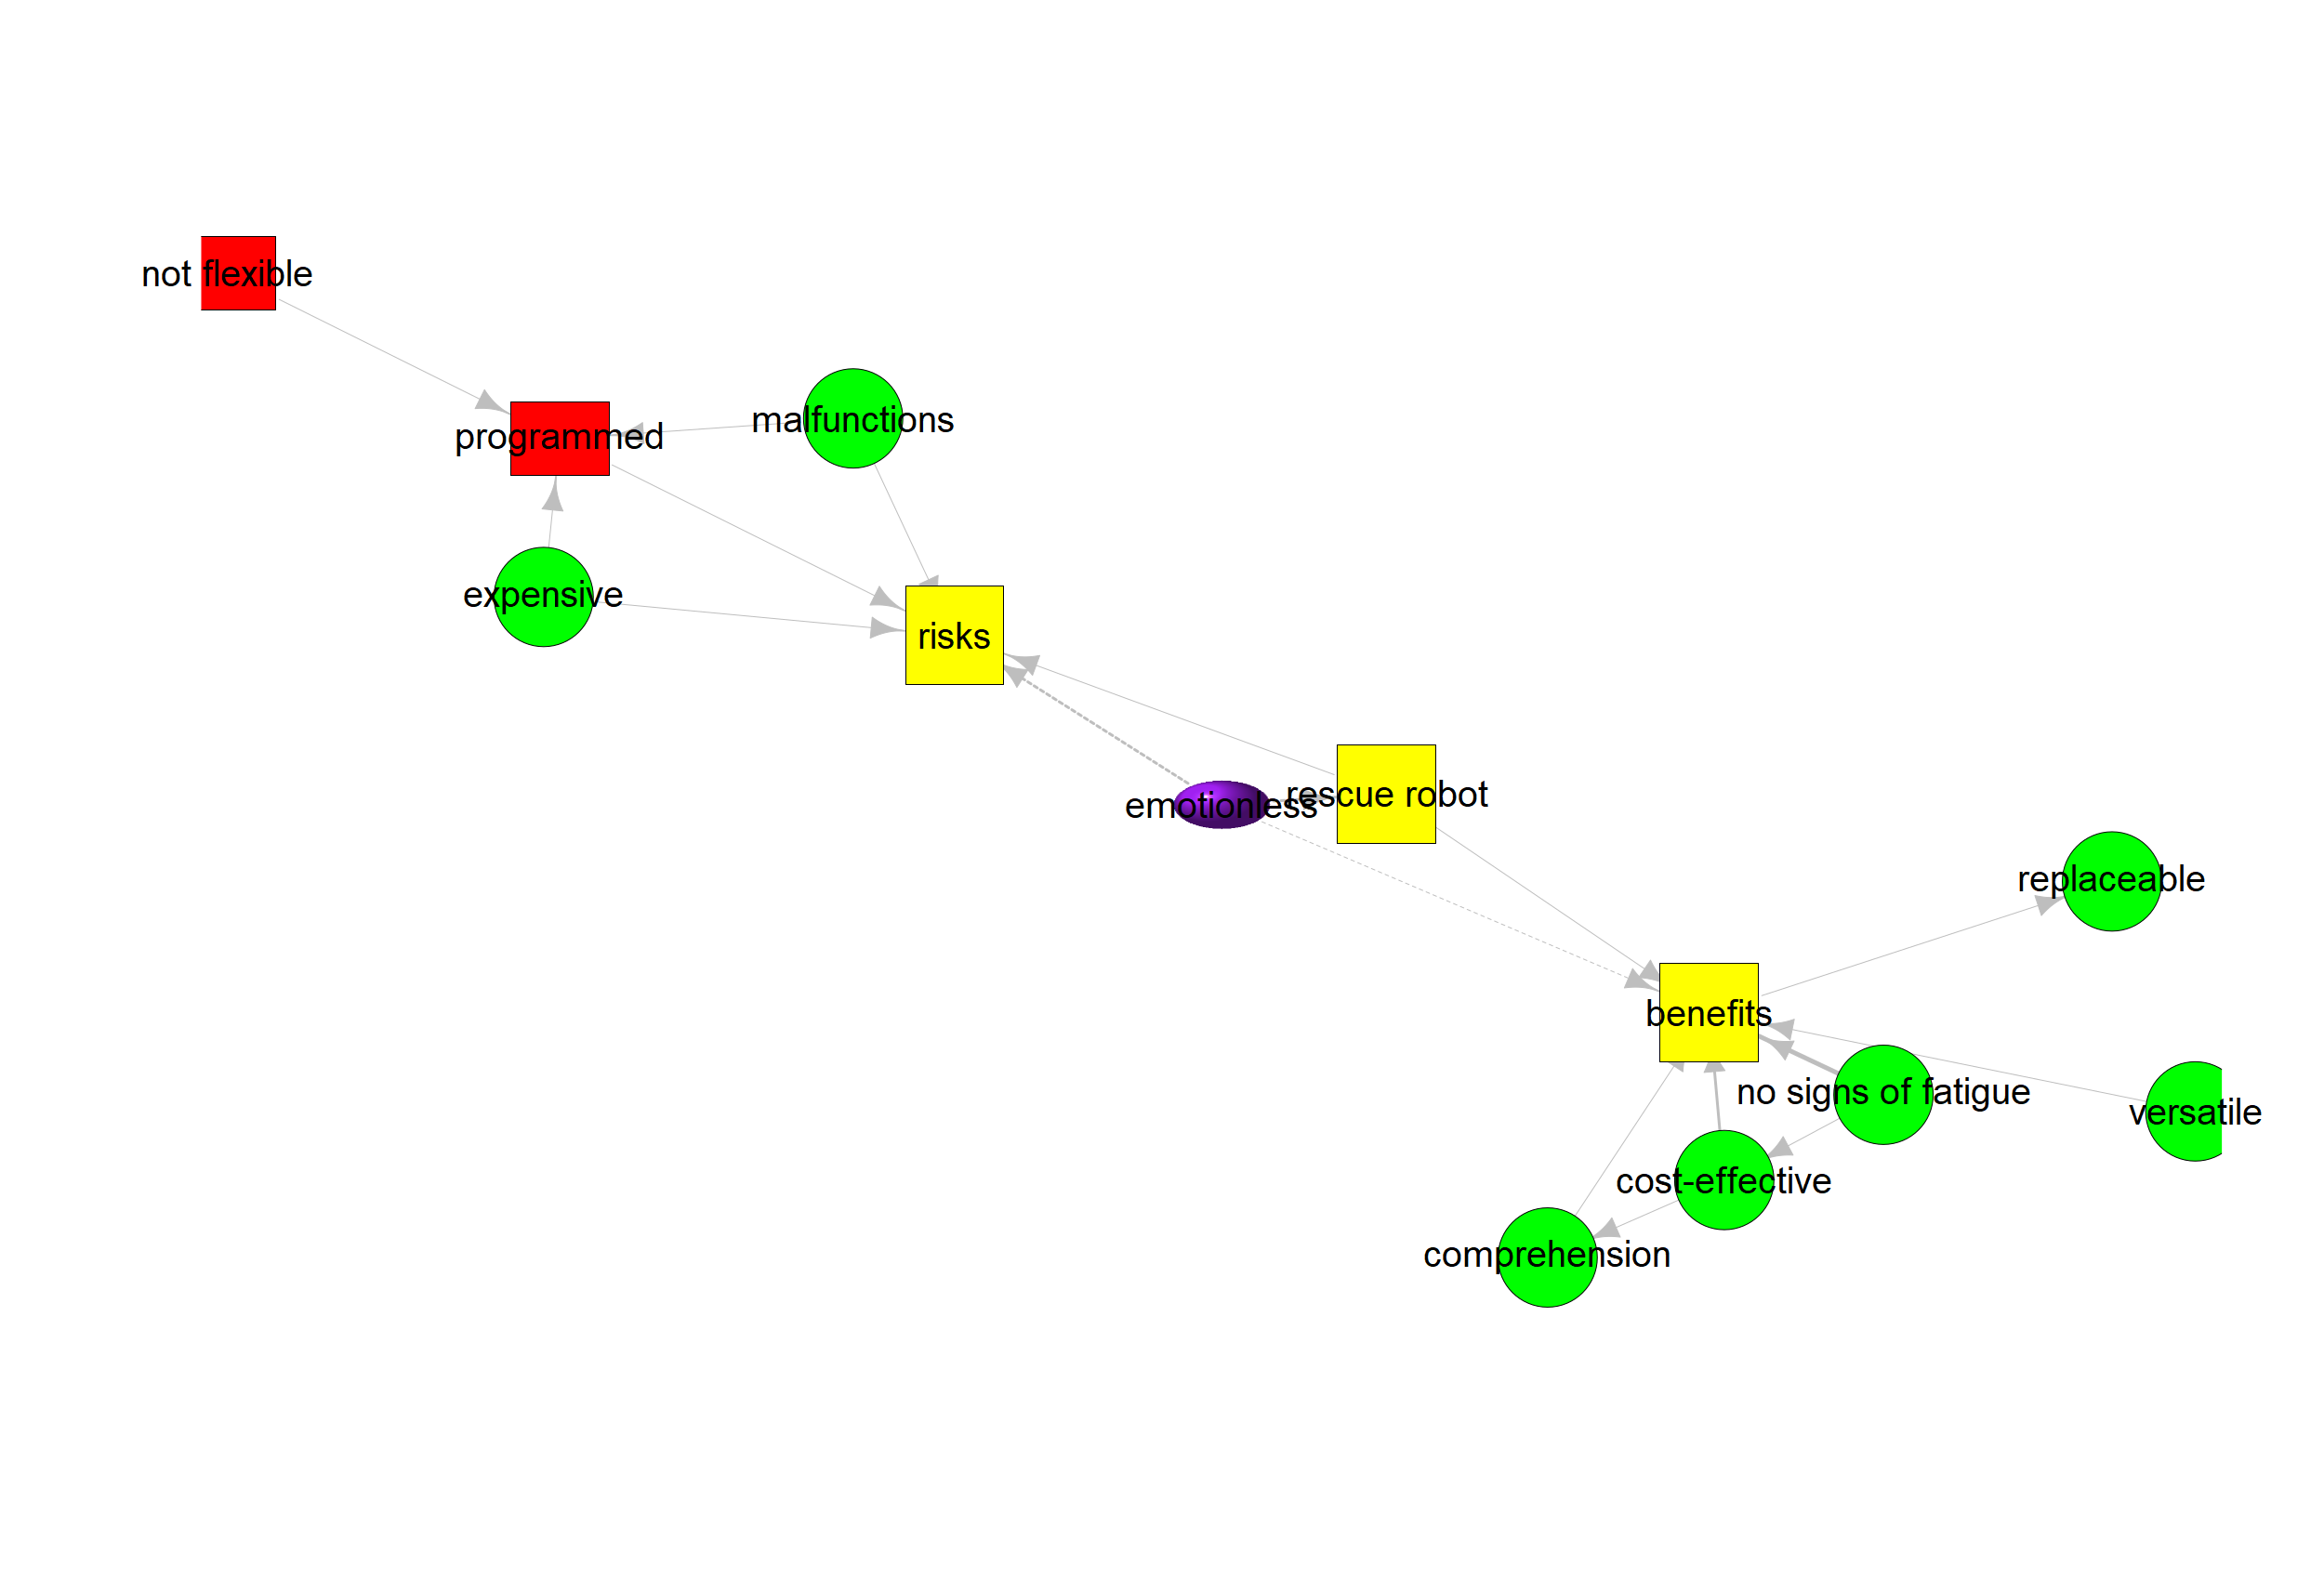 not flexible
malfunctions
programmed
expensive
risks
rescue robot
emotionless
replaceable
benefits
no signs of fatigue
versatile
cost-effective
comprehension